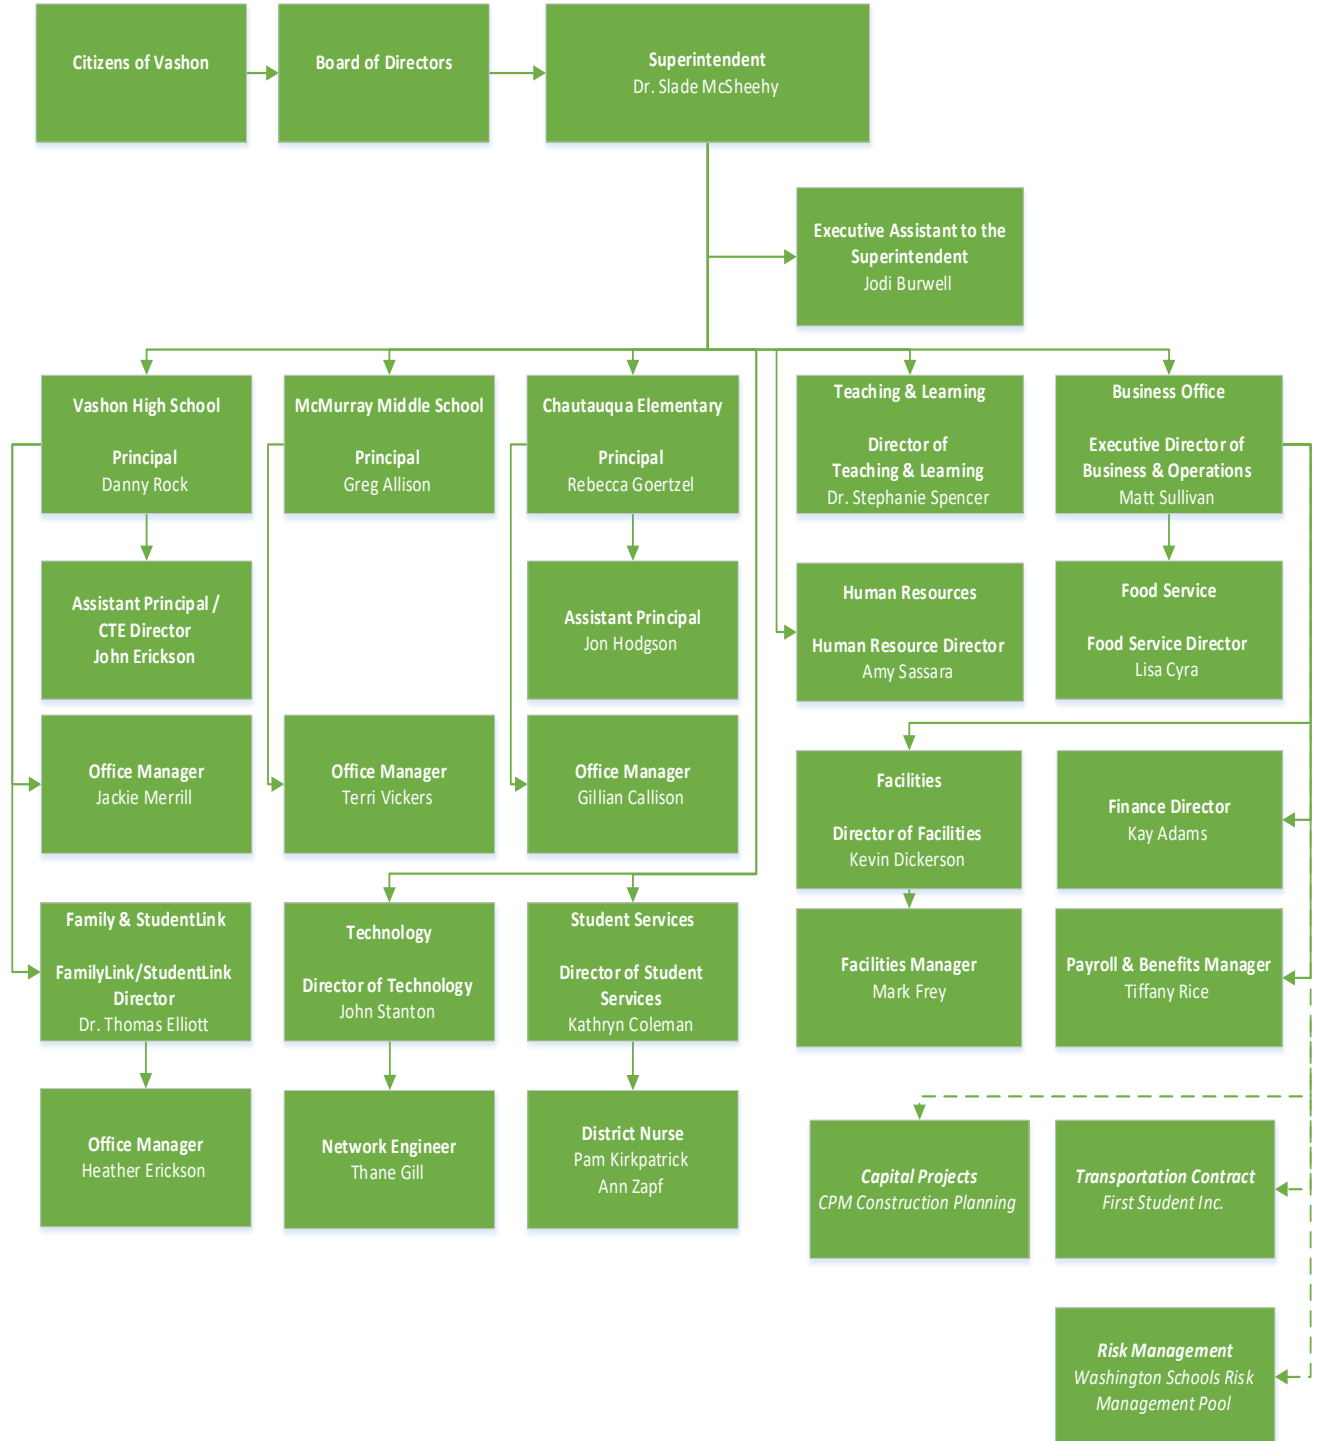 Citizens of Vashon
Board of Directors
Superintendent
Dr. Slade McSheehy
Executive Assistant to the
Superintendent
Jodi Burwell
Vashon High School
Principal
Danny Rock
McMurray Middle School
Principal
Greg Allison
Chautauqua Elementary
Principal
Rebecca Goertzel
Teaching & Learning
Director of
Teaching & Learning
Dr. Stephanie Spencer
Business Office
Executive Director of
Business & Operations
Matt Sullivan
Assistant Principal /
CTE Director
John Erickson
Assistant Principal
Jon Hodgson
Human Resources
Human Resource Director
Amy Sassara
Food Service
Food Service Director
Lisa Cyra
Office Manager
Jackie Merrill
Office Manager
Terri Vickers
Office Manager
Gillian Callison
Facilities
Director of Facilities
Kevin Dickerson
Finance Director
Kay Adams
Family & StudentLink
FamilyLink/StudentLink
Director
Dr. Thomas Elliott
Technology
Director of Technology
John Stanton
Student Services
Director of Student
Services
Kathryn Coleman
Facilities Manager
Mark Frey
Payroll & Benefits Manager
Tiffany Rice
Office Manager
Heather Erickson
Network Engineer
Thane Gill
District Nurse
Pam Kirkpatrick
Ann Zapf
Capital Projects
CPM Construction Planning
Transportation Contract
First Student Inc.
Risk Management
Washington Schools Risk
Management Pool